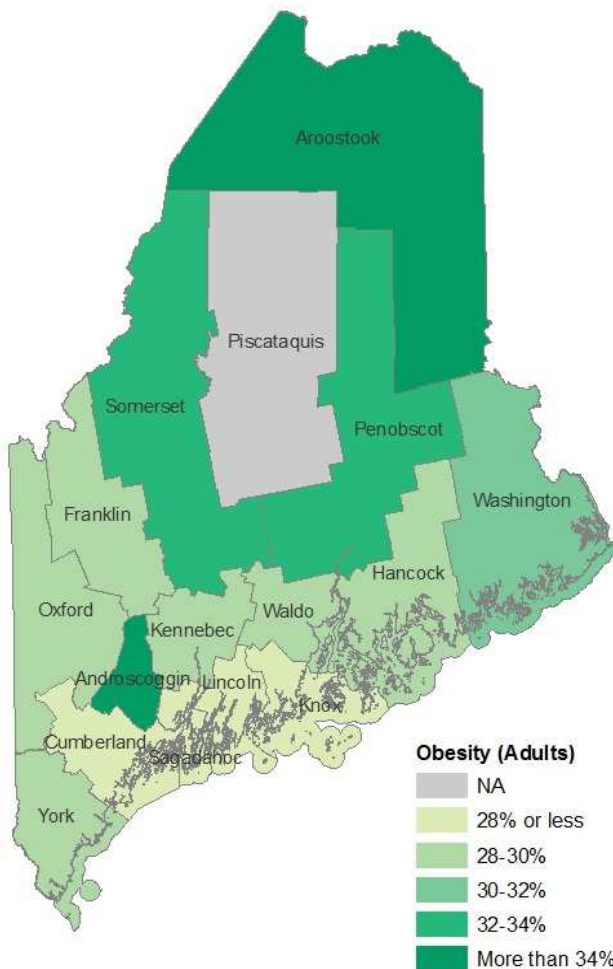 Aroostook
Piscataquis
Somerset
Penobscot
Washington
Franklin
Hancock
Oxford
Kennebec
Waldo
Androscoggin
Lincoln
Knox
Cumberland
Sagadahoc
York
Obesity (Adults)
NA
28% or less
28-30%
30-32%
32-34%
More than 34%